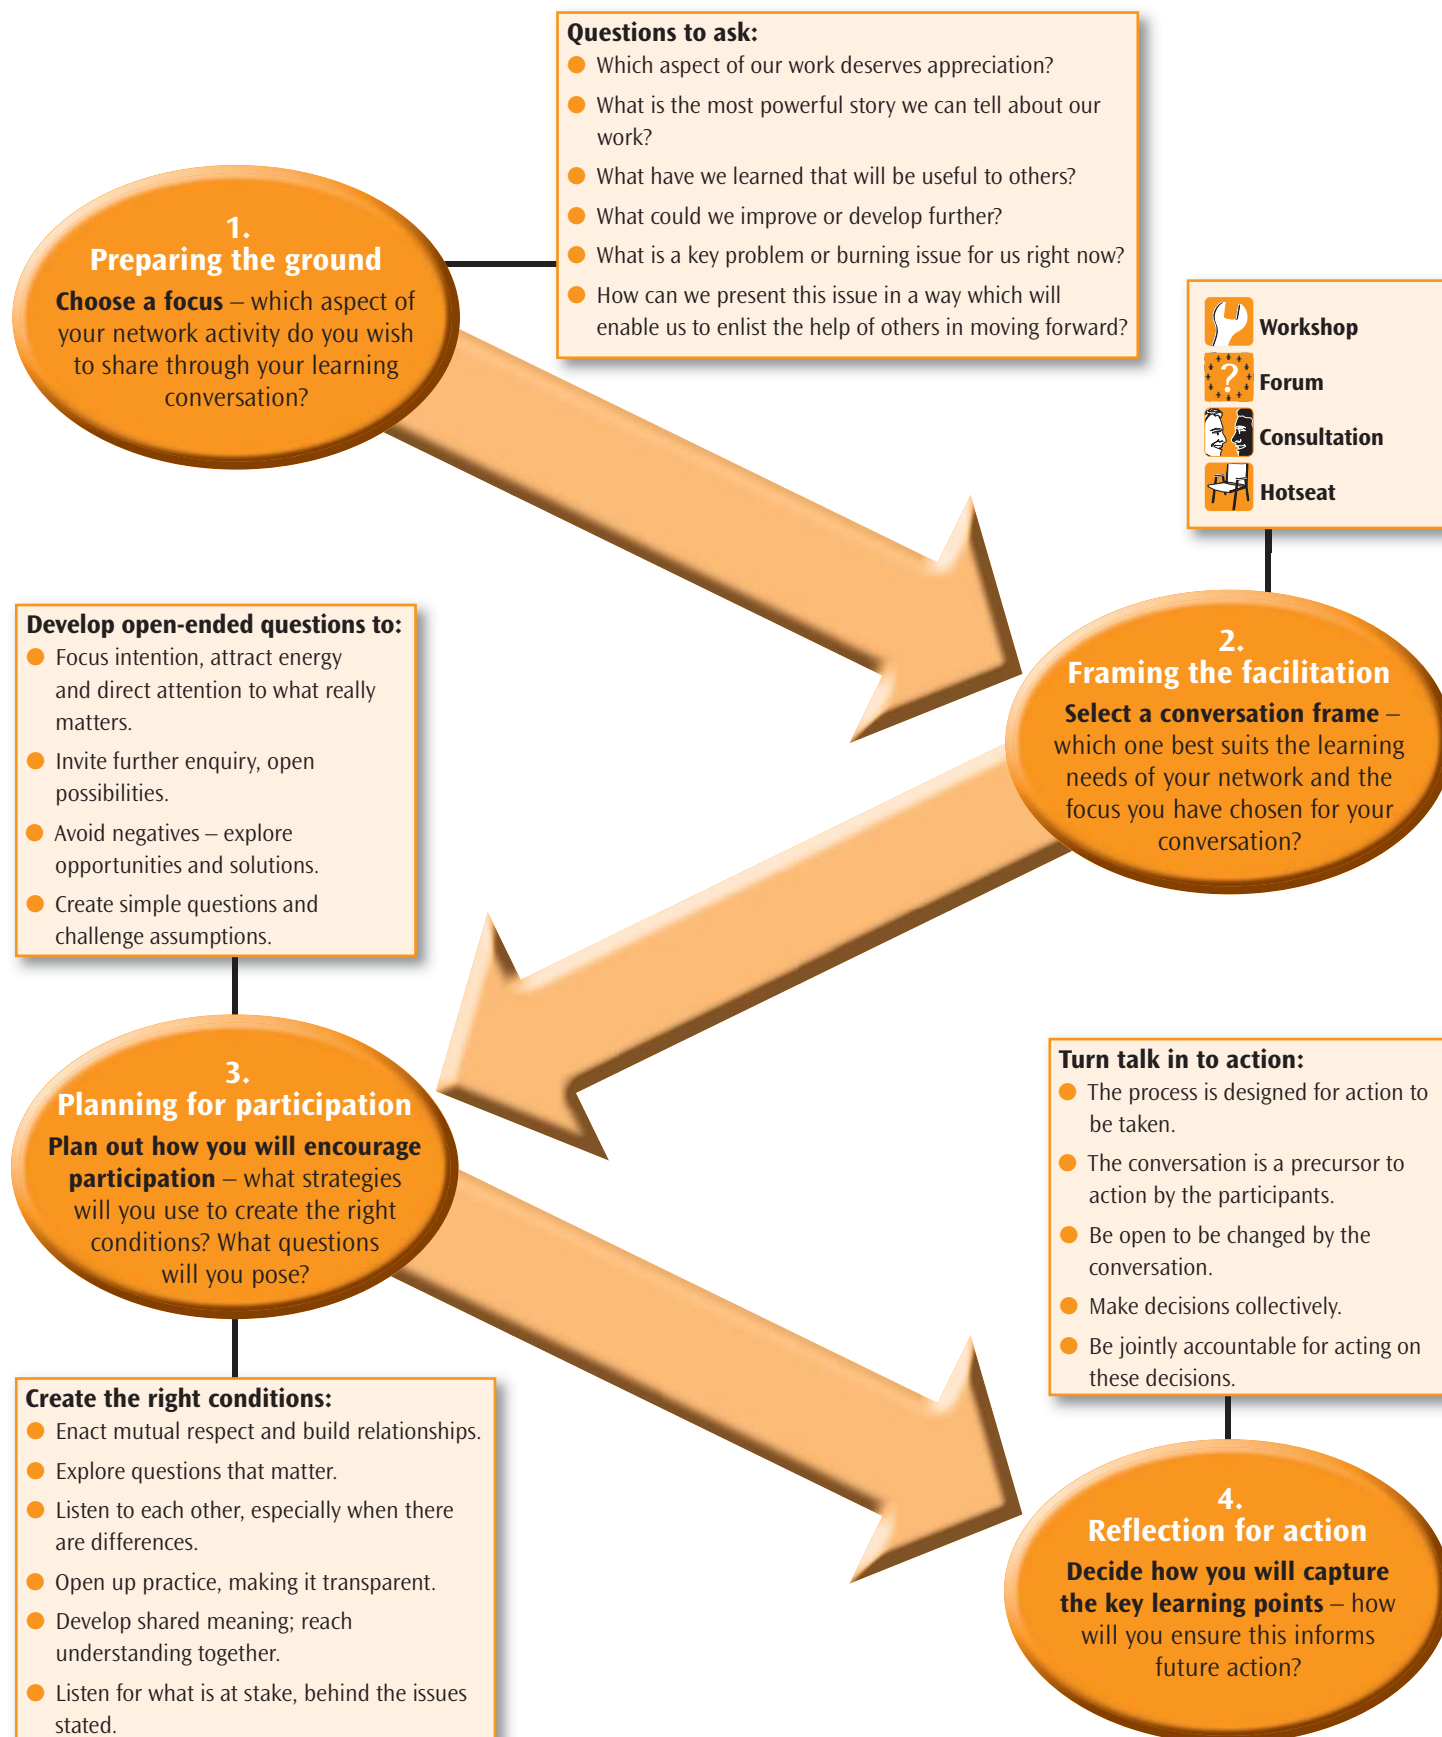 Questions to ask:
● Which aspect of our work deserves appreciation?
● What is the most powerful story we can tell about our
work?
● What have we learned that will be useful to others?
● What could we improve or develop further?
● What is a key problem or burning issue for us right now?
● How can we present this issue in a way which will
enable us to enlist the help of others in moving forward?
1.
Preparing the ground
Choose a focus – which aspect of
your network activity do you wish
to share through your learning
conversation?
Workshop
?
Forum
Consultation
Hotseat
2.
Framing the facilitation
Select a conversation frame –
which one best suits the learning
needs of your network and the
focus you have chosen for your
conversation?
Develop open-ended questions to:
● Focus intention, attract energy
and direct attention to what really
matters.
● Invite further enquiry, open
possibilities.
● Avoid negatives – explore
opportunities and solutions.
● Create simple questions and
challenge assumptions.
3.
Planning for participation
Plan out how you will encourage
participation – what strategies
will you use to create the right
conditions? What questions
will you pose?
Create the right conditions:
● Enact mutual respect and build relationships.
● Explore questions that matter.
● Listen to each other, especially when there
are differences.
● Open up practice, making it transparent.
● Develop shared meaning; reach
understanding together.
● Listen for what is at stake, behind the issues
stated.
Turn talk in to action:
● The process is designed for action to
be taken.
● The conversation is a precursor to
action by the participants.
● Be open to be changed by the
conversation.
● Make decisions collectively.
● Be jointly accountable for acting on
these decisions.
4.
Reflection for action
Decide how you will capture
the key learning points – how
will you ensure this informs
future action?